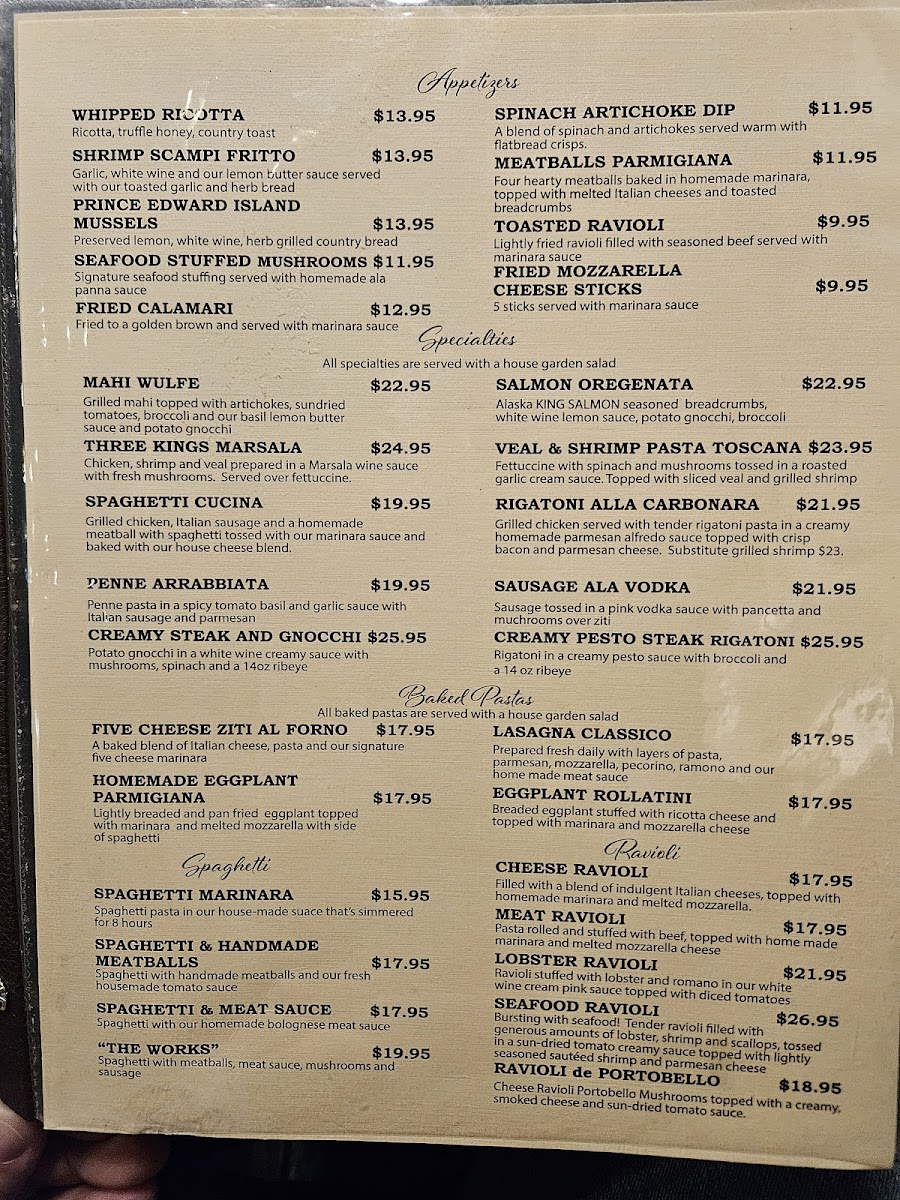 Appetizers
WHIPPED RICOTTA $13.95
Ricotta, truffle honey, country toast
SHRIMP SCAMPI FRITTO $13.95
Garlic, white wine and our lemon butter sauce served
with our toasted garlic and herb bread
PRINCE EDWARD ISLAND
MUSSELS $13.95
Preserved lemon, white wine, herb grilled country bread
SEAFOOD STUFFED MUSHROOMS $11.95
Signature seafood stuffing served with homemade ala
panna sauce
FRIED CALAMARI $12.95
Fried to a golden brown and served with marinara sauce
SPINACH ARTICHOKE DIP $11.95
A blend of spinach and artichokes served warm with
flatbread crisps.
MEATBALLS PARMIGIANA $11.95
Four hearty meatballs baked in homemade marinara,
topped with melted Italian cheeses and toasted
breadcrumbs
TOASTED RAVIOLI $9.95
Lightly fried ravioli filled with seasoned beef served with
marinara sauce
FRIED MOZZARELLA
CHEESE STICKS $9.95
5 sticks served with marinara sauce
Specialties
All specialties are served with a house garden salad
MAHI WULFE $22.95
Grilled mahi topped with artichokes, sundried
tomatoes, broccoli and our basil lemon butter
sauce and potato gnocchi
THREE KINGS MARSALA $24.95
Chicken, shrimp and veal prepared in a Marsala wine sauce
with fresh mushrooms. Served over fettuccine.
SPAGHETTI CUCINA $19.95
Grilled chicken, Italian sausage and a homemade
meatball with spaghetti tossed with our marinara sauce and
baked with our house cheese blend.
PENNE ARRABBIATA $19.95
Penne pasta in a spicy tomato basil and garlic sauce with
Italian sausage and parmesan
CREAMY STEAK AND GNOCCHI $25.95
Potato gnocchi in a white wine creamy sauce with
mushrooms, spinach and a 14oz ribeye
SALMON OREGENATA $22.95
Alaska KING SALMON seasoned breadcrumbs,
white wine lemon sauce, potato gnocchi, broccoli
VEAL & SHRIMP PASTA TOSCANA $23.95
Fettuccine with spinach and mushrooms tossed in a roasted
garlic cream sauce. Topped with sliced veal and grilled shrimp
RIGATONI ALLA CARBONARA $21.95
Grilled chicken served with tender rigatoni pasta in a creamy
homemade parmesan alfredo sauce topped with crisp
bacon and parmesan cheese. Substitute grilled shrimp $23.
SAUSAGE ALA VODKA $21.95
Sausage tossed in a pink vodka sauce with pancetta and
muchrooms over ziti
CREAMY PESTO STEAK RIGATONI $25.95
Rigatoni in a creamy pesto sauce with broccoli and
a 14 oz ribeye
Baked Pastas
All baked pastas are served with a house garden salad
FIVE CHEESE ZITI AL FORNO $17.95
A baked blend of Italian cheese, pasta and our signature
five cheese marinara
HOMEMADE EGGPLANT
PARMIGIANA $17.95
Lightly breaded and pan fried eggplant topped
with marinara and melted mozzarella with side
of spaghetti
LASAGNA CLASSICO $17.95
Prepared fresh daily with layers of pasta,
parmesan, mozzarella, pecorino, ramono and our
home made meat sauce
EGGPLANT ROLLATINI $17.95
Breaded eggplant stuffed with ricotta cheese and
topped with marinara and mozzarella cheese
Spaghetti
SPAGHETTI MARINARA $15.95
Spaghetti pasta in our house-made suace that's simmered
for 8 hours
SPAGHETTI & HANDMADE
MEATBALLS $17.95
Spaghetti with handmade meatballs and our fresh
housemade tomato sauce
SPAGHETTI & MEAT SAUCE $17.95
Spaghetti with our homemade bolognese meat sauce
"THE WORKS" $19.95
Spaghetti with meatballs, meat sauce, mushrooms and
sausage
Ravioli
CHEESE RAVIOLI $17.95
Filled with a blend of indulgent Italian cheeses, topped with
homemade marinara and melted mozzarella.
MEAT RAVIOLI $17.95
Pasta rolled and stuffed with beef, topped with home made
marinara and melted mozzarella cheese
LOBSTER RAVIOLI $21.95
Ravioli stuffed with lobster and romano in our white
wine cream pink sauce topped with diced tomatoes
SEAFOOD RAVIOLI $26.95
Bursting with seafood! Tender ravioli filled with
generous amounts of lobster, shrimp and scallops, tossed
in a sun-dried tomato creamy sauce topped with lightly
seasoned sautéed shrimp and parmesan cheese
RAVIOLI de PORTOBELLO $18.95
Cheese Ravioli Portobello Mushrooms topped with a creamy,
smoked cheese and sun-dried tomato sauce.